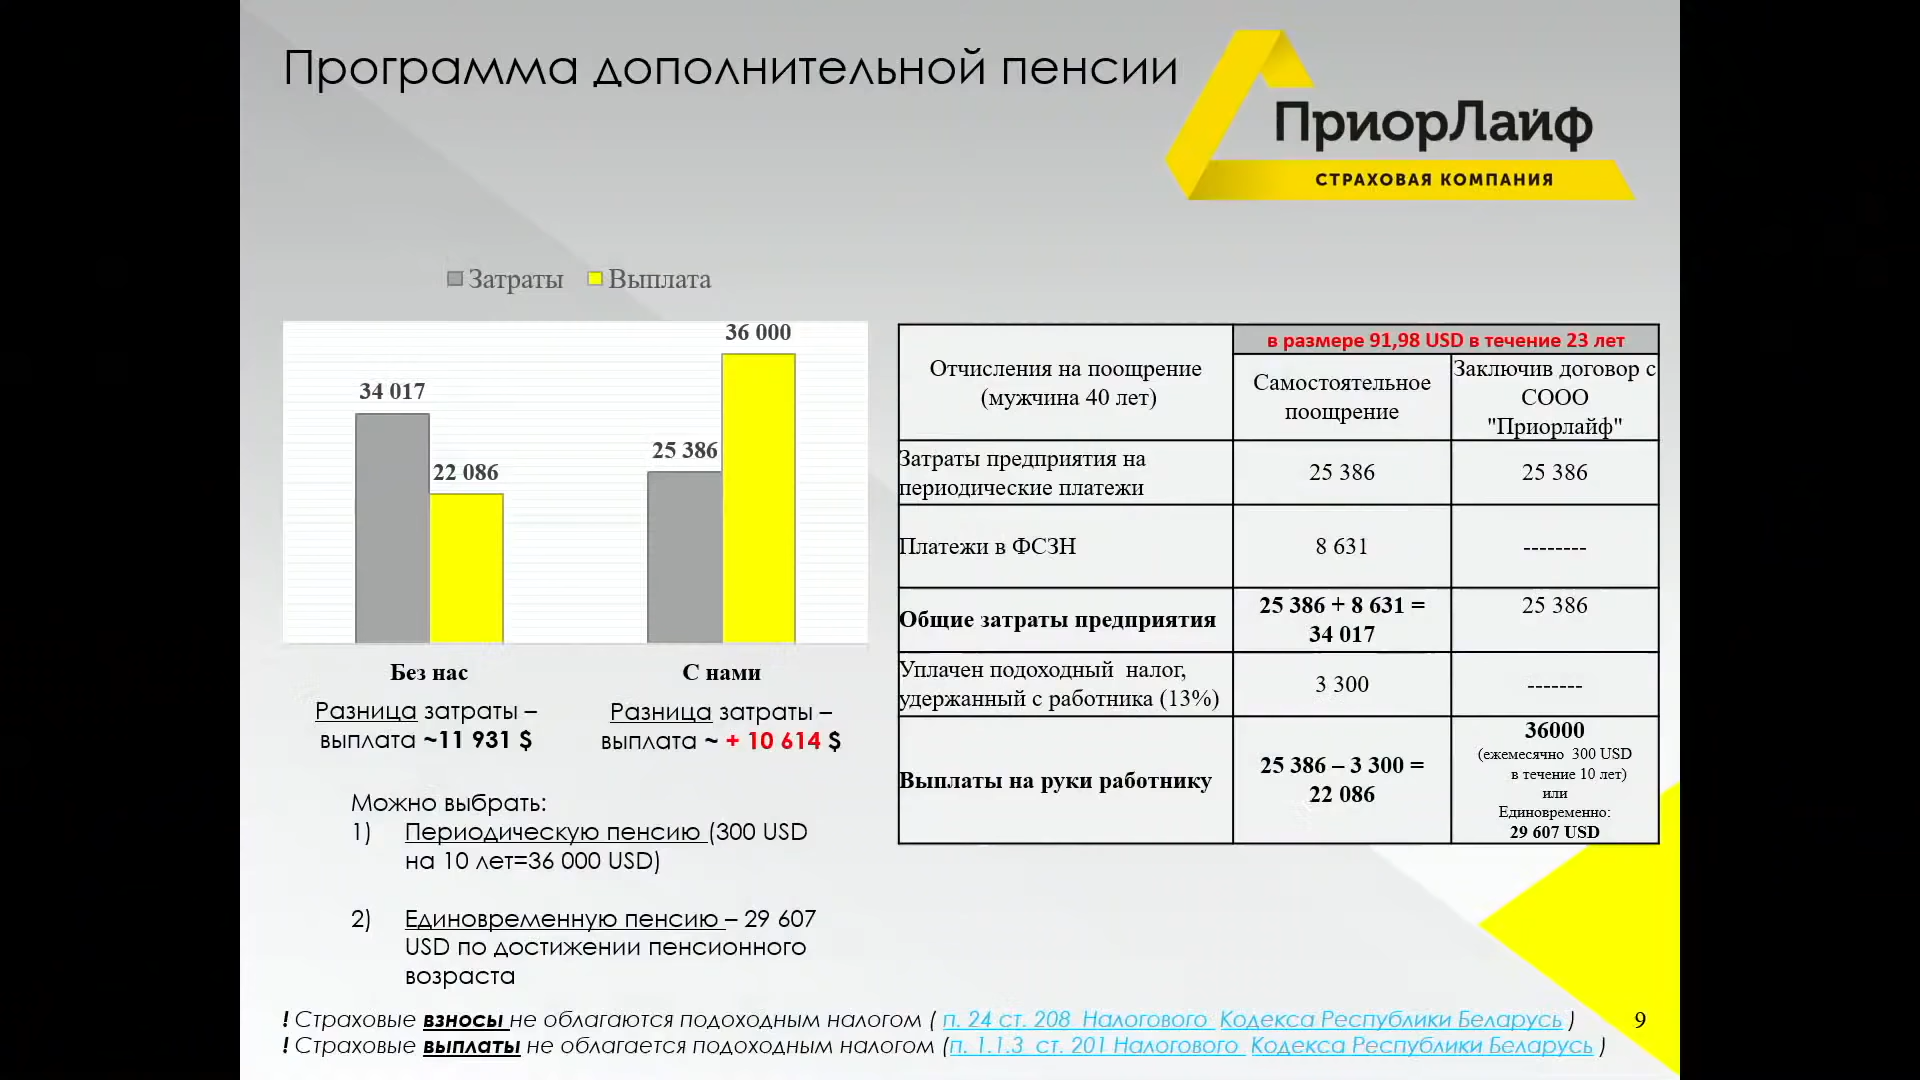 Программа дополнительной пенсии
ПриорЛайф
СТРАХОВАЯ КОМПАНИЯ
Затраты Выплата
34 017
22 086
25 386
36 000
Без нас
С нами
Разница затраты –
выплата ~11 931 $
Разница затраты –
выплата ~ + 10 614 $
Можно выбрать:
1) Периодическую пенсию (300 USD
на 10 лет=36 000 USD)
2) Единовременную пенсию – 29 607
USD по достижении пенсионного
возраста
Отчисления на поощрение
(мужчина 40 лет)
в размере 91,98 USD в течение 23 лет
Самостоятельное
поощрение
Заключив договор с
СООО
"Приорлайф"
Затраты предприятия на
периодические платежи
25 386
25 386
Платежи в ФСЗН
8 631
--------
Общие затраты предприятия
25 386 + 8 631 =
34 017
25 386
Уплачен подоходный налог,
удержанный с работника (13%)
3 300
-------
Выплаты на руки работнику
25 386 – 3 300 =
22 086
36000
(ежемесячно 300 USD
в течение 10 лет)
или
Единовременно:
29 607 USD
! Страховые взносы не облагаются подоходным налогом ( п. 24 ст. 208 Налогового Кодекса Республики Беларусь )
! Страховые выплаты не облагается подоходным налогом (п. 1.1.3 ст. 201 Налогового Кодекса Республики Беларусь )
9